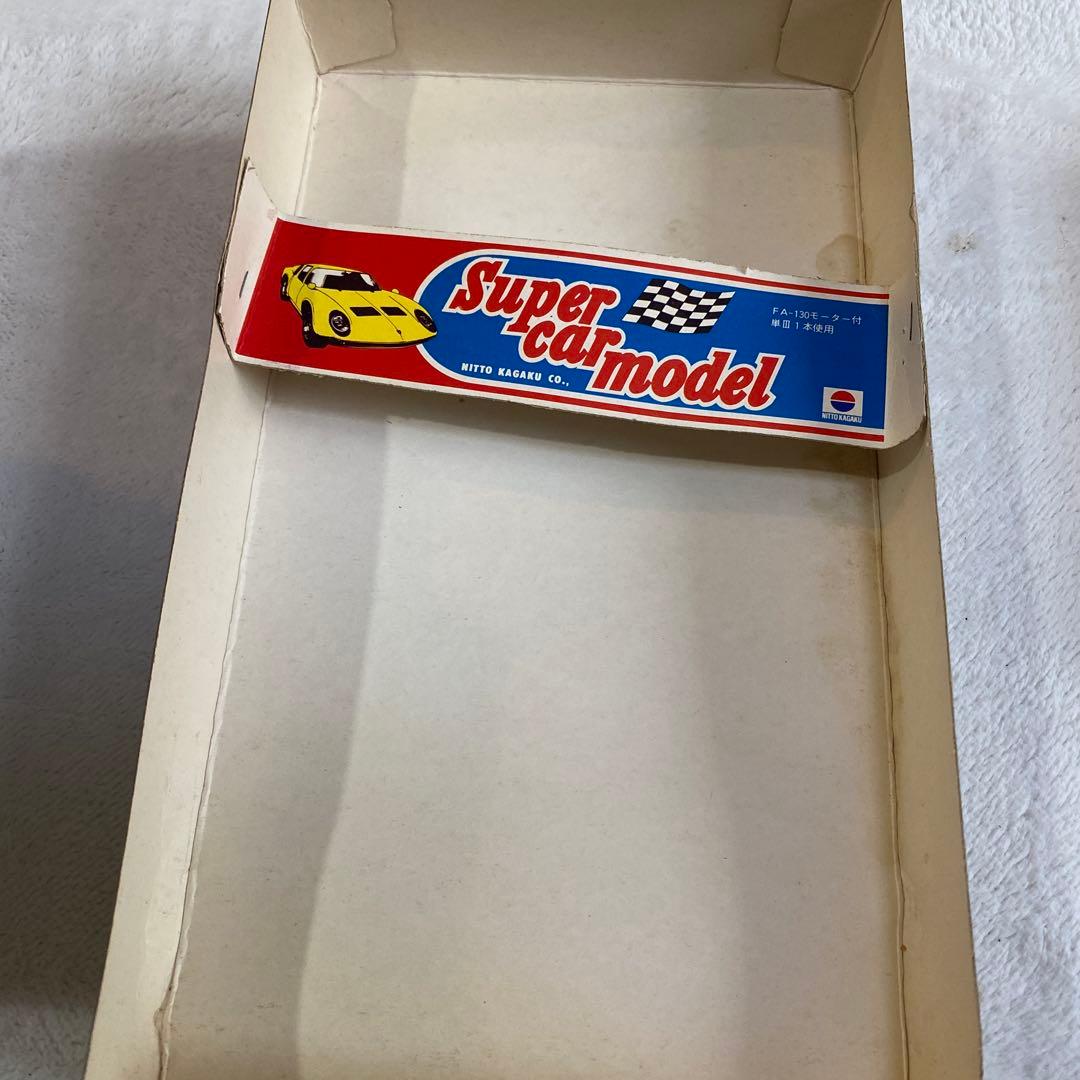 Super
car model
NITTO KAGAKU CO.,
FA-130モーター付
単III1本使用
NITTO KAGAKU